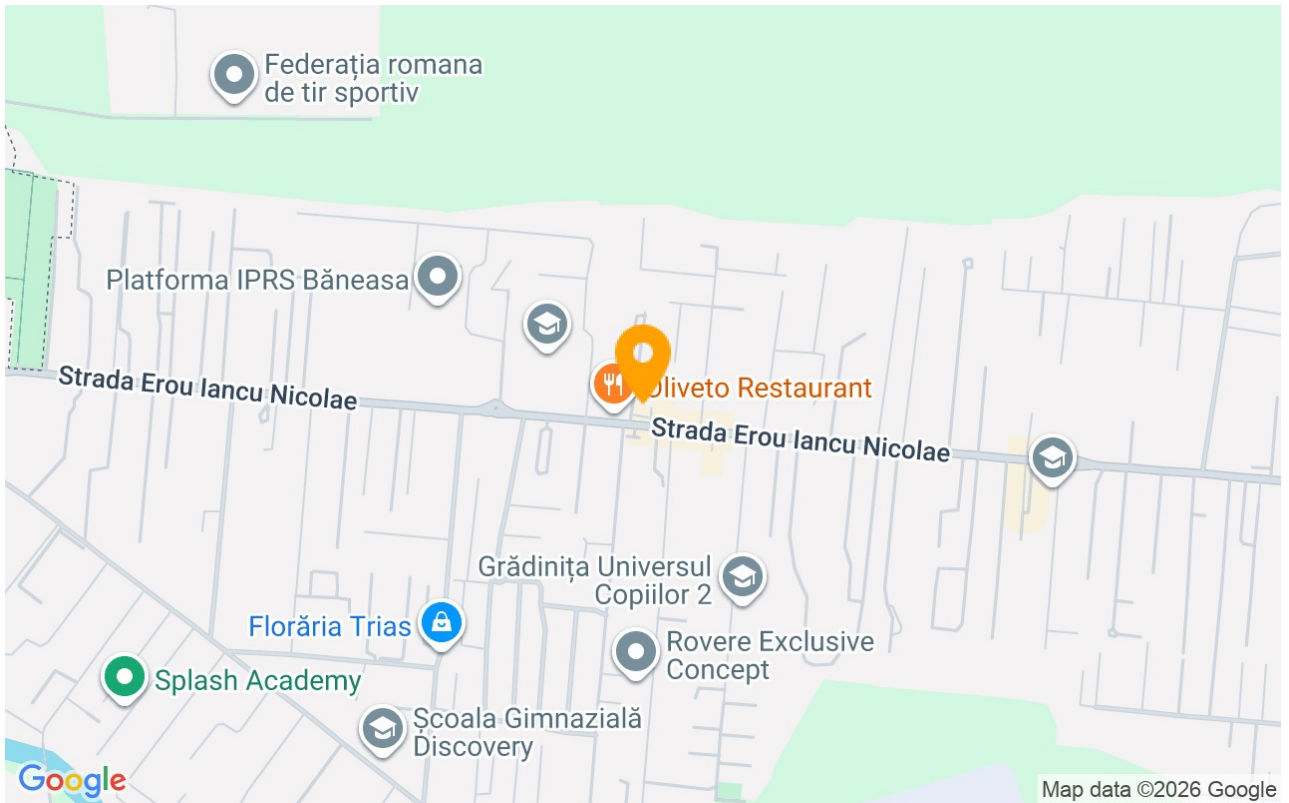 Federația romana
de tir sportiv
Platforma IPRS Băneasa
Strada Erou Iancu Nicolae
Oliveto Restaurant
Strada Erou Iancu Nicolae
Grădinița Universul
Copiilor 2
Florăria Trias
Rovere Exclusive
Concept
Splash Academy
Școala Gimnazială
Discovery
Google
Map data ©2026 Google